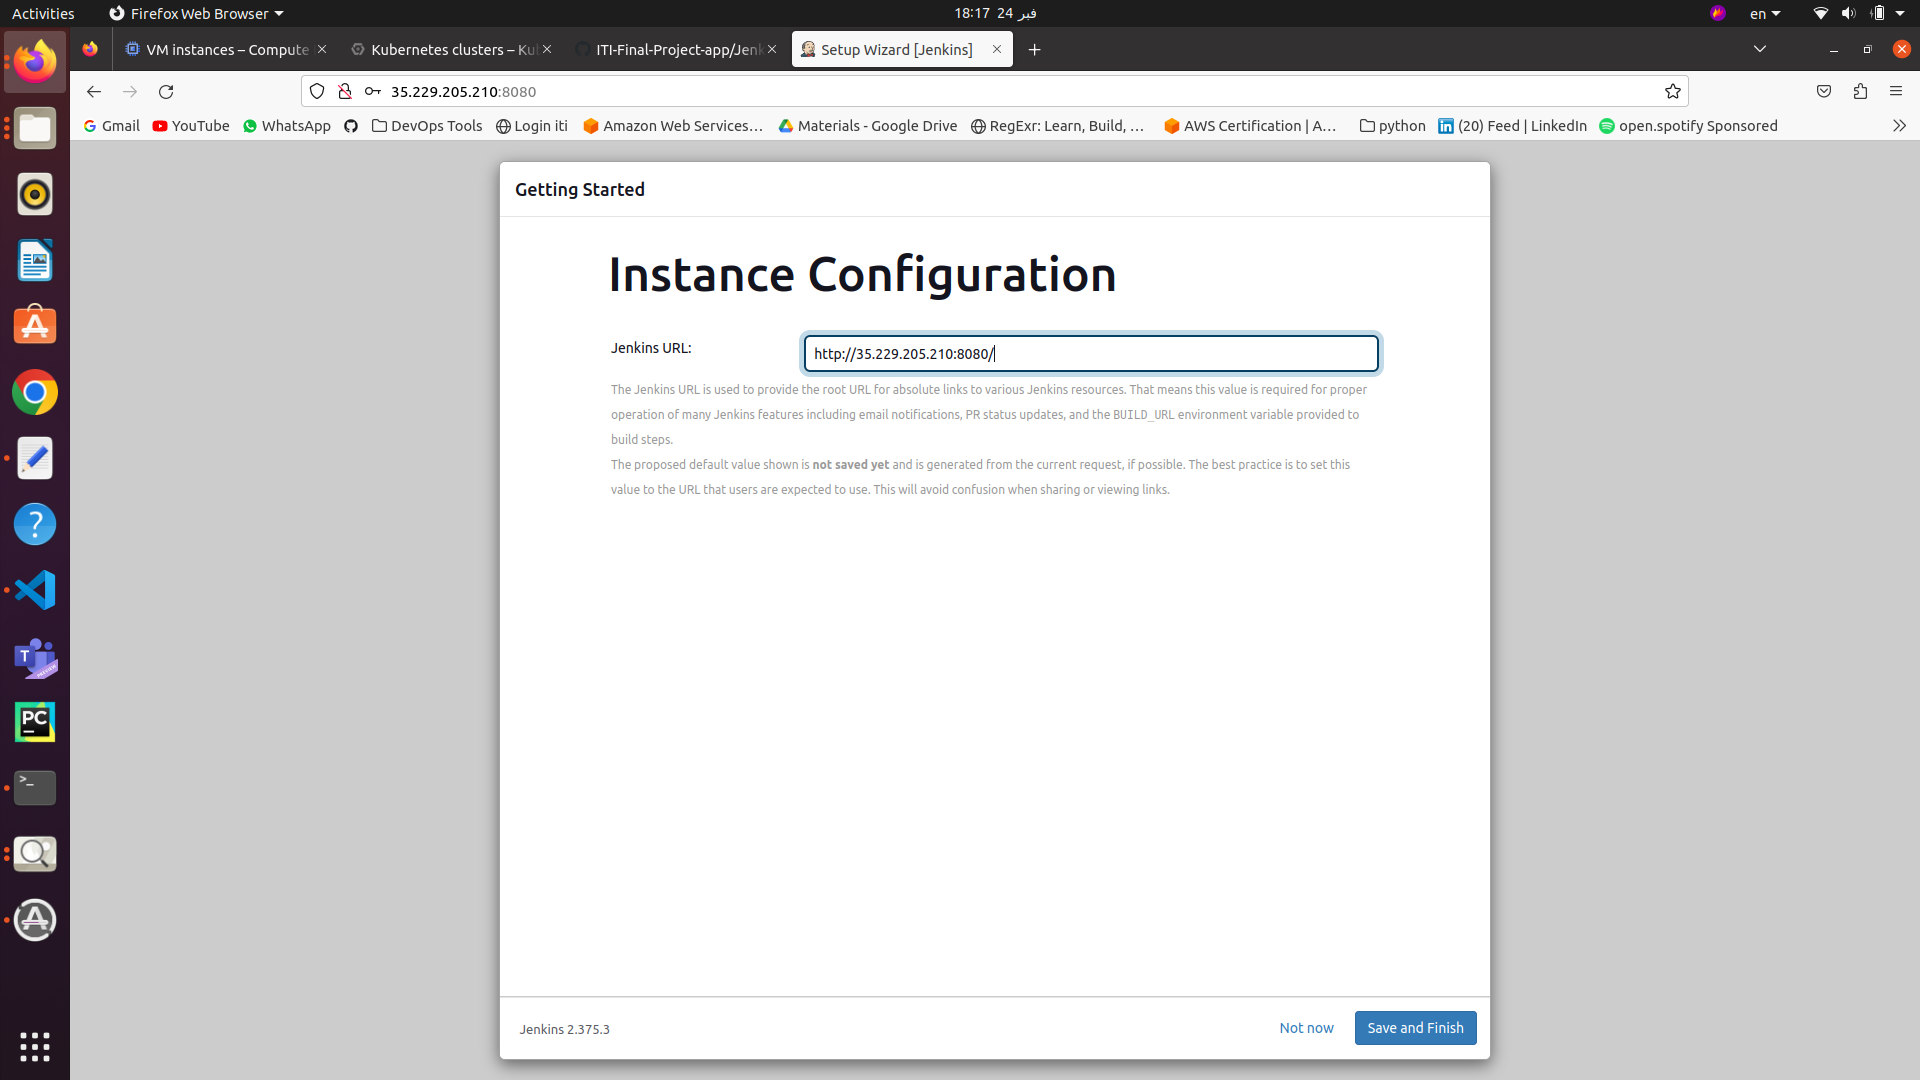 Activities
Firefox Web Browser
18:17 24 فبر
en
VM instances – Compute
Kubernetes clusters – Ku
ITI-Final-Project-app/Jenk
Setup Wizard [Jenkins]
35.229.205.210:8080
Gmail
YouTube
WhatsApp
DevOps Tools
Login iti
Amazon Web Services…
Materials - Google Drive
RegExr: Learn, Build, …
AWS Certification | A…
python
(20) Feed | LinkedIn
open.spotify Sponsored
Getting Started
Instance Configuration
Jenkins URL:
http://35.229.205.210:8080/
The Jenkins URL is used to provide the root URL for absolute links to various Jenkins resources. That means this value is required for proper
operation of many Jenkins features including email notifications, PR status updates, and the BUILD_URL environment variable provided to
build steps.
The proposed default value shown is not saved yet and is generated from the current request, if possible. The best practice is to set this
value to the URL that users are expected to use. This will avoid confusion when sharing or viewing links.
Jenkins 2.375.3
Not now
Save and Finish